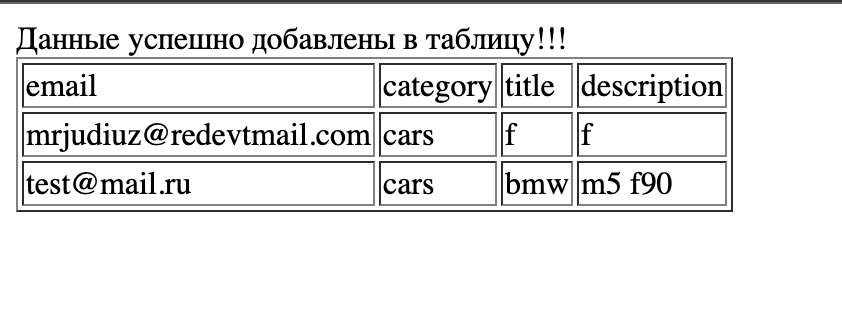 Данные успешно добавлены в таблицу!!!
email category title description
mrjudiuz@redevtmail.com cars f f
test@mail.ru cars bmw m5 f90